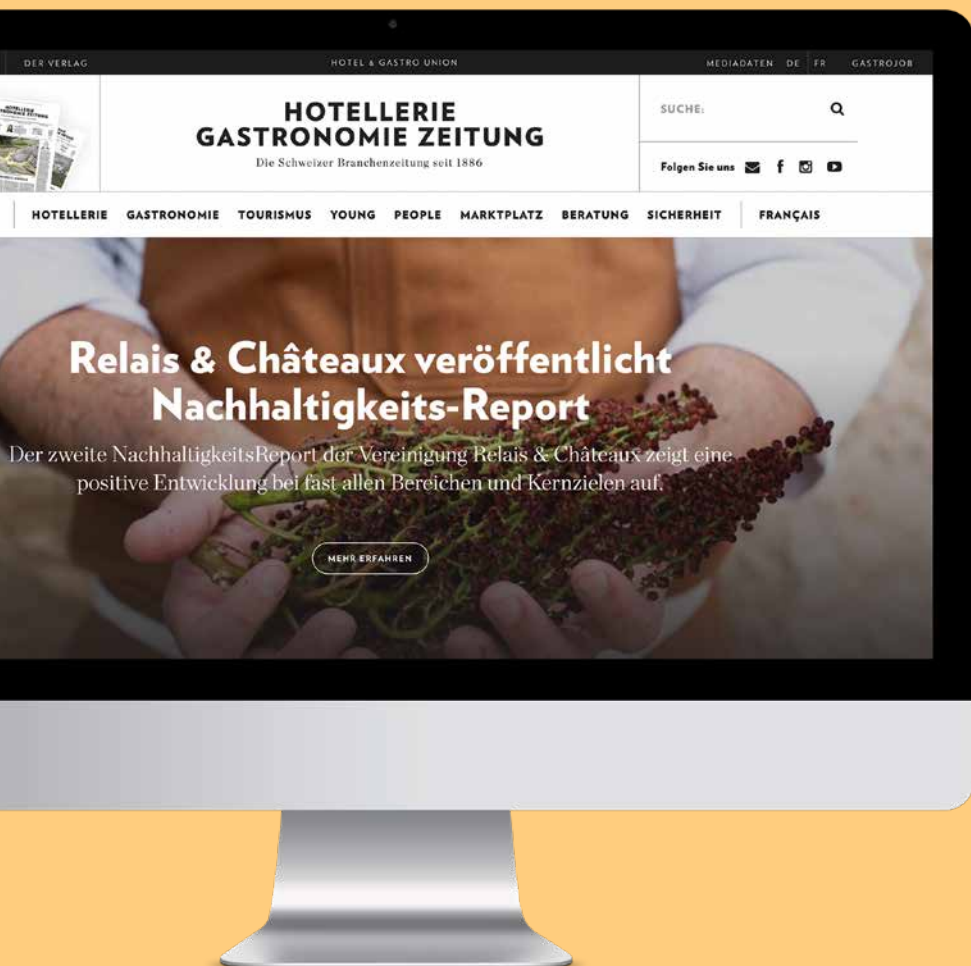 DER VERLAG
HOTEL & GASTRO UNION
MEDIADATEN DE FR GASTROJOB
HOTELLERIE
GASTRONOMIE ZEITUNG
Die Schweizer Branchenzeitung seit 1886
SUCHE:
Folgen Sie uns
HOTELLERIE GASTRONOMIE TOURISMUS YOUNG PEOPLE MARKTPLATZ BERATUNG SICHERHEIT FRANÇAIS
Relais & Châteaux veröffentlicht
Nachhaltigkeits-Report
Der zweite NachhaltigkeitsReport der Vereinigung Relais & Châteaux zeigt eine
positive Entwicklung bei fast allen Bereichen und Kernzielen auf.
MEHR ERFAHREN